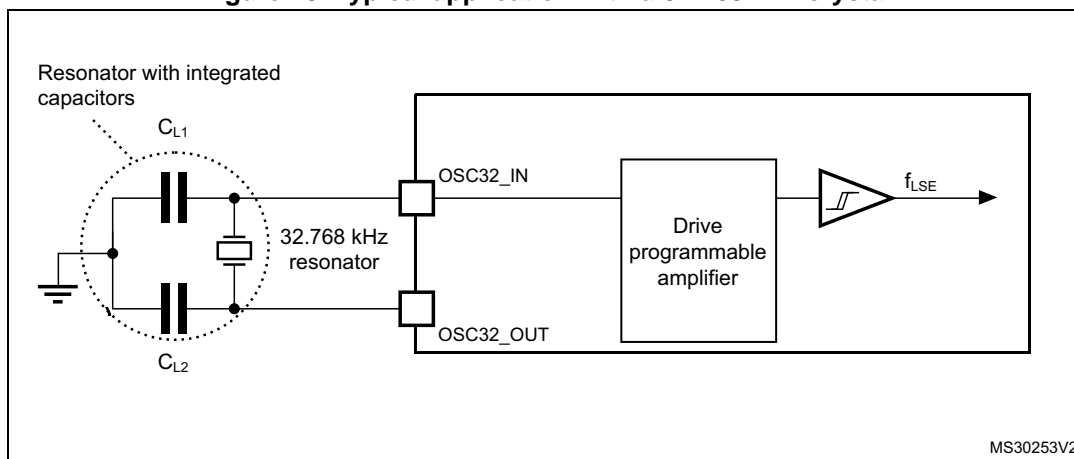 Resonator with integrated
capacitors
C_L1
OSC32_IN
f_LSE
32.768 kHz
resonator
Drive
programmable
amplifier
OSC32_OUT
C_L2
MS30253V2